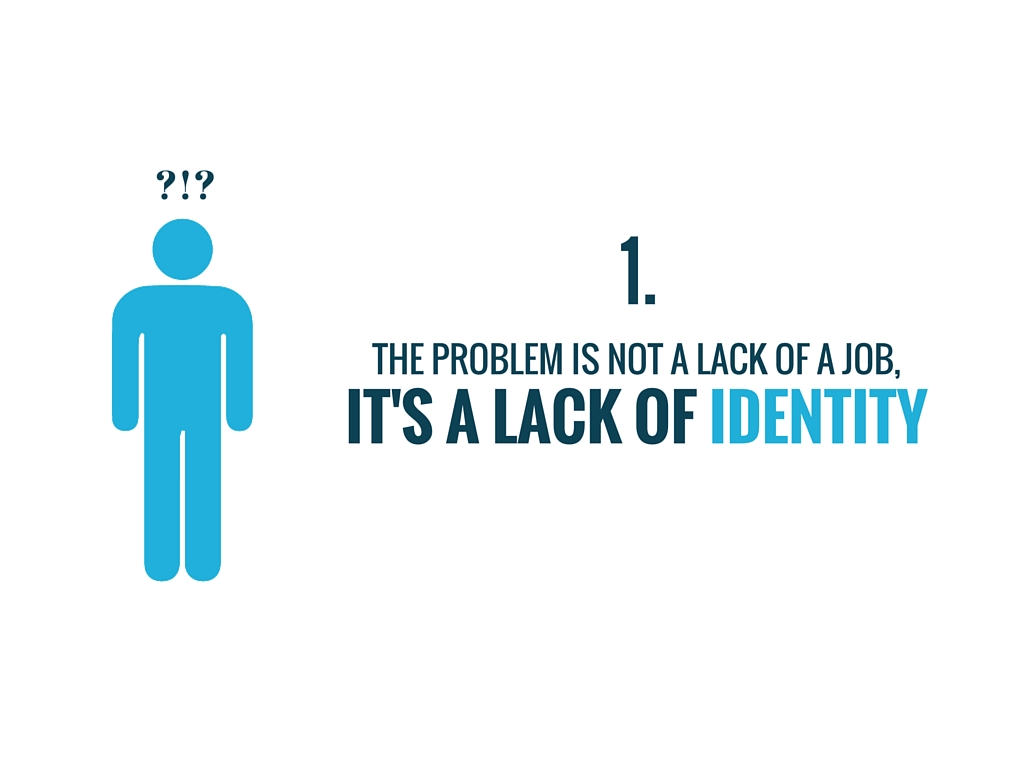 ?!?
1.
THE PROBLEM IS NOT A LACK OF A JOB,
IT'S A LACK OF IDENTITY